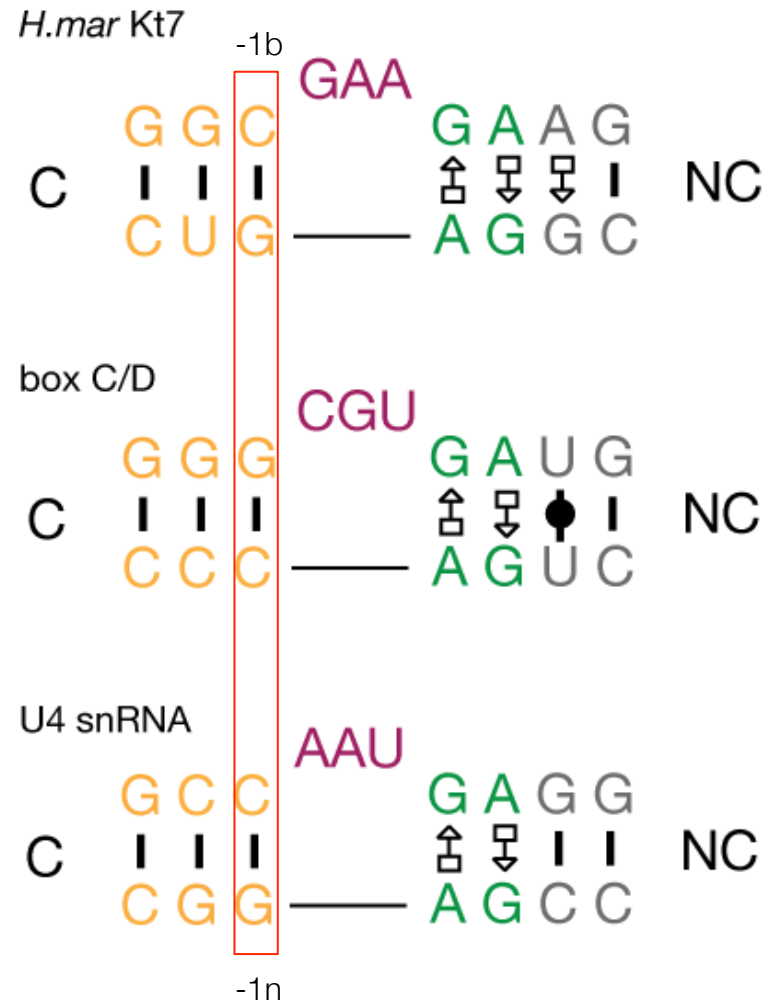 H.mar Kt7
-1b
GAA
G G C G A A G
C NC
C U G A G G C
box C/D
CGU
G G G G A U G
C NC
C C C A G U C
U4 snRNA
AAU
G C C G A G G
C NC
C G G A G C C
-1n